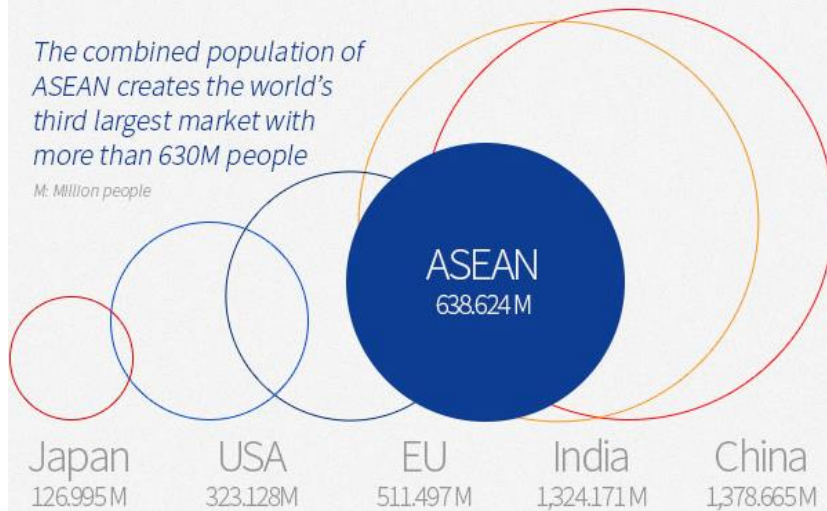 The combined population of
ASEAN creates the world's
third largest market with
more than 630M people
M: Million people
ASEAN
638.624 M
Japan USA EU India China
126.995 M 323.128M 511.497 M 1,324.171 M 1,378.665M